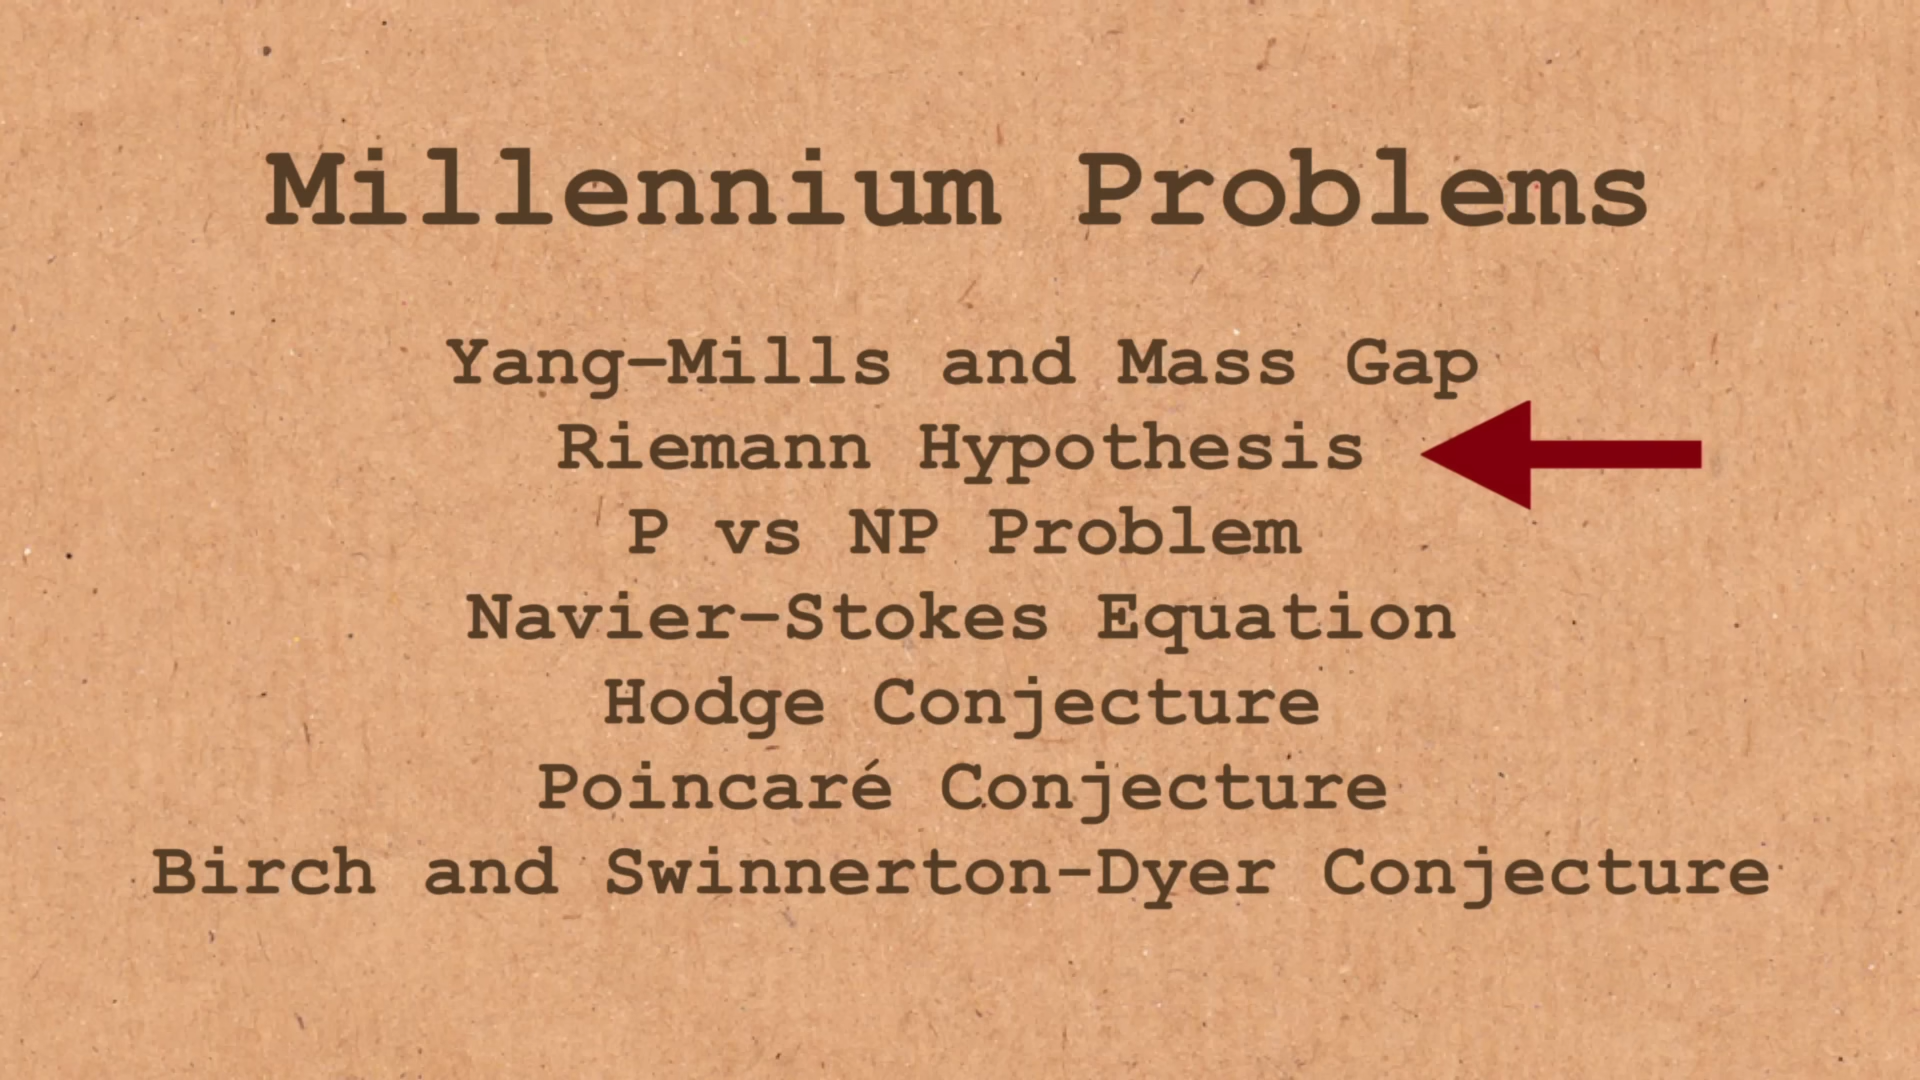 Millennium Problems
Yang-Mills and Mass Gap
Riemann Hypothesis
P vs NP Problem
Navier-Stokes Equation
Hodge Conjecture
Poincaré Conjecture
Birch and Swinnerton-Dyer Conjecture